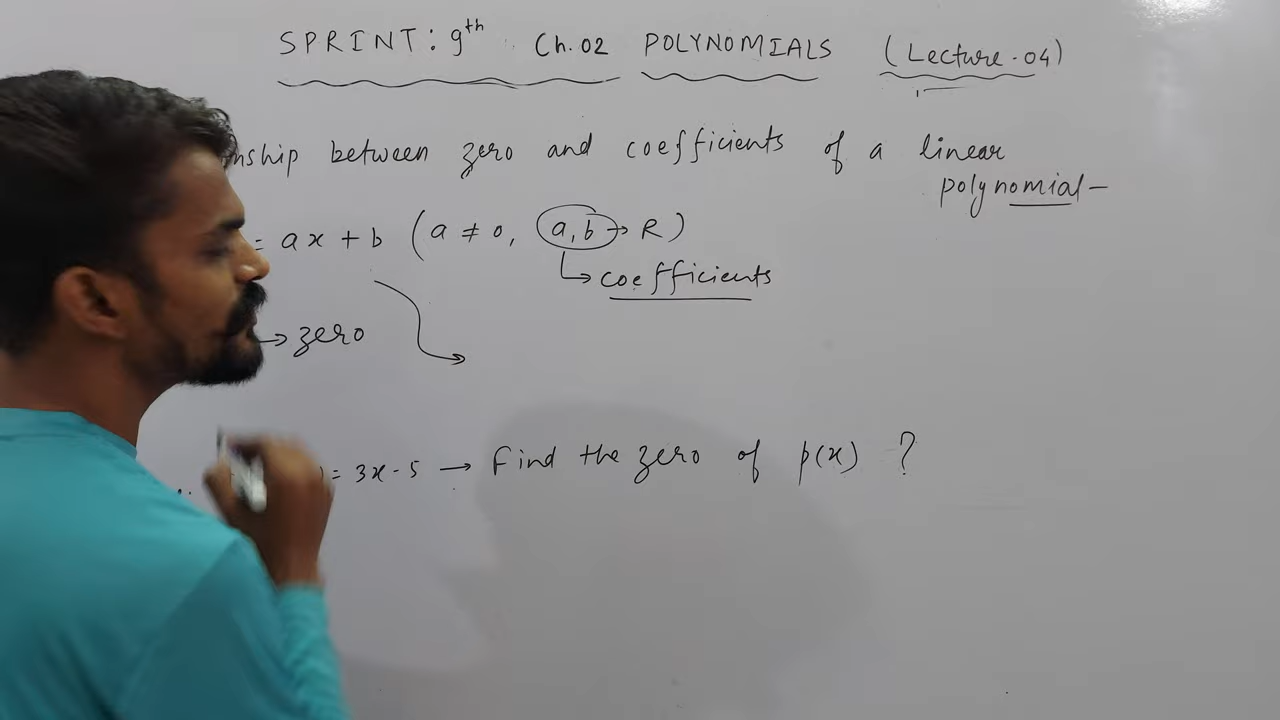 SPRINT: 9th Ch. 02 POLYNOMIALS (Lecture - 04)
nship between zero and coefficients of a linear
polynomial -
= ax + b (a ≠ 0, a, b → R)
↳ coefficients
→ zero
) = 3x - 5 → Find the zero of p(x) ?